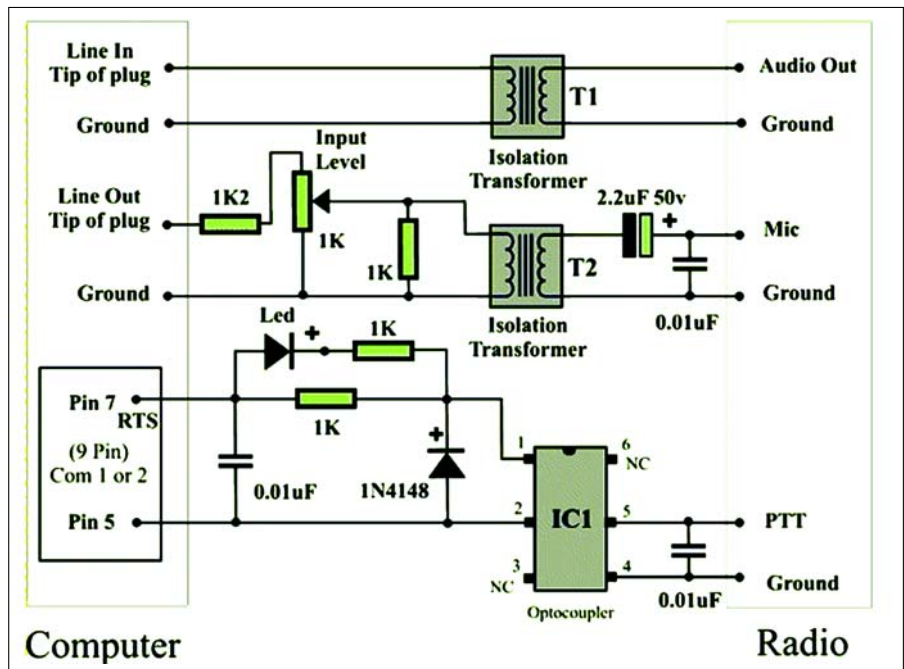 Line In
Tip of plug
Audio Out
T1
Ground
Ground
Input
Level
Isolation
Transformer
Line Out
Tip of plug
1K2
1K
1K
2.2uF 50v
+
Mic
T2
Ground
Ground
0.01uF
Isolation
Transformer
Led
+
1K
Pin 7
RTS
1K
+
(9 Pin)
Com 1 or 2
0.01uF
1N4148
1
6
NC
Pin 5
2
IC1
5
PTT
3
NC
4
0.01uF
Ground
Optocoupler
Computer
Radio